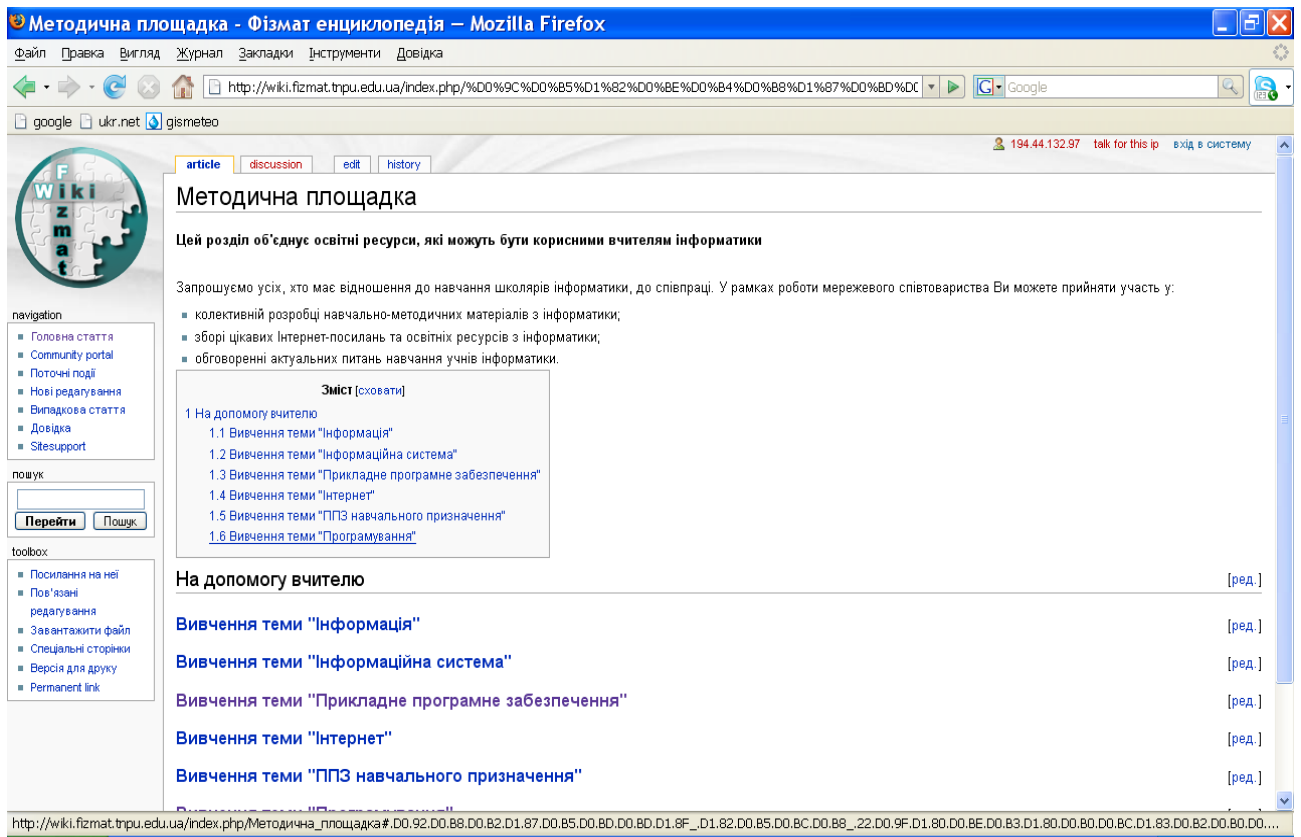 Методична площадка - Фізмат енциклопедія — Mozilla Firefox
Файл Правка Вигляд Журнал Закладки Інструменти Довідка
http://wiki.fizmat.tnpu.edu.ua/index.php/%D0%9C%D0%B5%D1%82%D0%BE%D0%B4%D0%B8%D1%87%D0%BD%D0 G Google
google ukr.net gismeteo
194.44.132.97 talk for this ip вхід в систему
article discussion edit history
Wiki
Fizmat
Методична площадка
Цей розділ об'єднує освітні ресурси, які можуть бути корисними вчителям інформатики
Запрошуємо усіх, хто має відношення до навчання школярів інформатики, до співпраці. У рамках роботи мережевого співтовариства Ви можете прийняти участь у:
колективній розробці навчально-методичних матеріалів з інформатики;
зборі цікавих Інтернет-посилань та освітніх ресурсів з інформатики;
обговоренні актуальних питань навчання учнів інформатики.
navigation
Головна стаття
Community portal
Поточні події
Нові редагування
Випадкова стаття
Довідка
Sitesupport
пошук
Перейти Пошук
toolbox
Посилання на неї
Пов'язані
редагування
Завантажити файл
Спеціальні сторінки
Версія для друку
Permanent link
Зміст [сховати]
1 На допомогу вчителю
1.1 Вивчення теми "Інформація"
1.2 Вивчення теми "Інформаційна система"
1.3 Вивчення теми "Прикладне програмне забезпечення"
1.4 Вивчення теми "Інтернет"
1.5 Вивчення теми "ППЗ навчального призначення"
1.6 Вивчення теми "Програмування"
На допомогу вчителю [ред.]
Вивчення теми "Інформація" [ред.]
Вивчення теми "Інформаційна система" [ред.]
Вивчення теми "Прикладне програмне забезпечення" [ред.]
Вивчення теми "Інтернет" [ред.]
Вивчення теми "ППЗ навчального призначення" [ред.]
Вивчення теми "Програмування"
http://wiki.fizmat.tnpu.edu.ua/index.php/Методична_площадка#.D0.92.D0.B8.D0.B2.D1.87.D0.B5.D0.BD.D0.BD.D1.8F_.D1.82.D0.B5.D0.BC.D0.B8_.22.D0.9F.D1.80.D0.BE.D0.B3.D1.80.D0.B0.D0.BC.D1.83.D0.B2.D0.B0.D0....